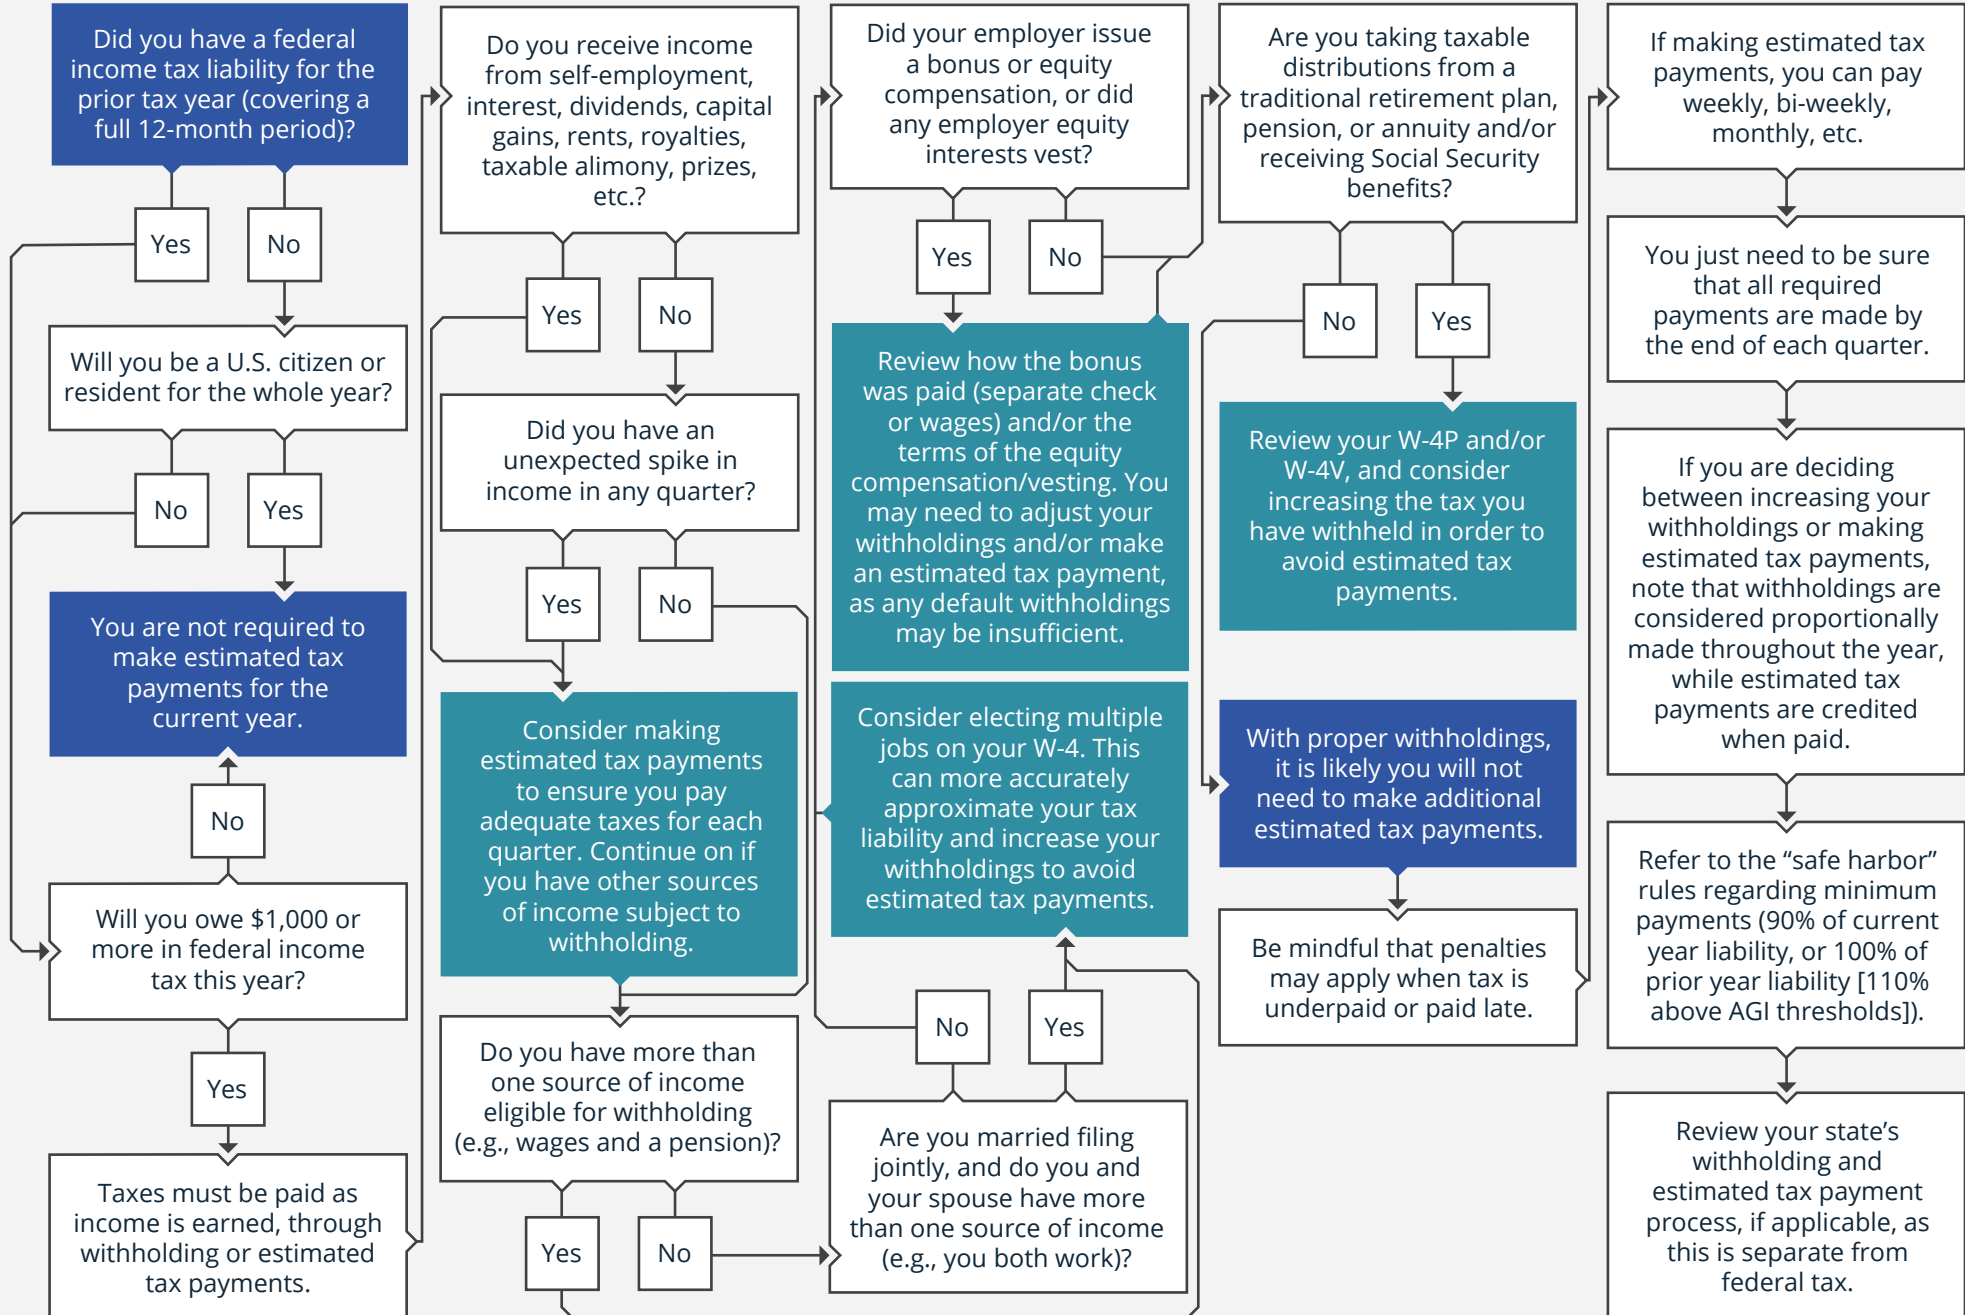 Did you have a federal
income tax liability for the
prior tax year (covering a
full 12-month period)?
Yes
No
Will you be a U.S. citizen or
resident for the whole year?
No
Yes
You are not required to
make estimated tax
payments for the
current year.
No
Will you owe $1,000 or
more in federal income
tax this year?
Yes
Taxes must be paid as
income is earned, through
withholding or estimated
tax payments.
Do you receive income
from self-employment,
interest, dividends, capital
gains, rents, royalties,
taxable alimony, prizes,
etc.?
Yes
No
Did you have an
unexpected spike in
income in any quarter?
Yes
No
Consider making
estimated tax payments
to ensure you pay
adequate taxes for each
quarter. Continue on if
you have other sources
of income subject to
withholding.
Do you have more than
one source of income
eligible for withholding
(e.g., wages and a pension)?
Yes
No
Did your employer issue
a bonus or equity
compensation, or did
any employer equity
interests vest?
Yes
No
Review how the bonus
was paid (separate check
or wages) and/or the
terms of the equity
compensation/vesting. You
may need to adjust your
withholdings and/or make
an estimated tax payment,
as any default withholdings
may be insufficient.
Consider electing multiple
jobs on your W-4. This
can more accurately
approximate your tax
liability and increase your
withholdings to avoid
estimated tax payments.
No
Yes
Are you married filing
jointly, and do you and
your spouse have more
than one source of income
(e.g., you both work)?
Are you taking taxable
distributions from a
traditional retirement plan,
pension, or annuity and/or
receiving Social Security
benefits?
No
Yes
Review your W-4P and/or
W-4V, and consider
increasing the tax you
have withheld in order to
avoid estimated tax
payments.
With proper withholdings,
it is likely you will not
need to make additional
estimated tax payments.
Be mindful that penalties
may apply when tax is
underpaid or paid late.
If making estimated tax
payments, you can pay
weekly, bi-weekly,
monthly, etc.
You just need to be sure
that all required
payments are made by
the end of each quarter.
If you are deciding
between increasing your
withholdings or making
estimated tax payments,
note that withholdings are
considered proportionally
made throughout the year,
while estimated tax
payments are credited
when paid.
Refer to the “safe harbor”
rules regarding minimum
payments (90% of current
year liability, or 100% of
prior year liability [110%
above AGI thresholds]).
Review your state’s
withholding and
estimated tax payment
process, if applicable, as
this is separate from
federal tax.